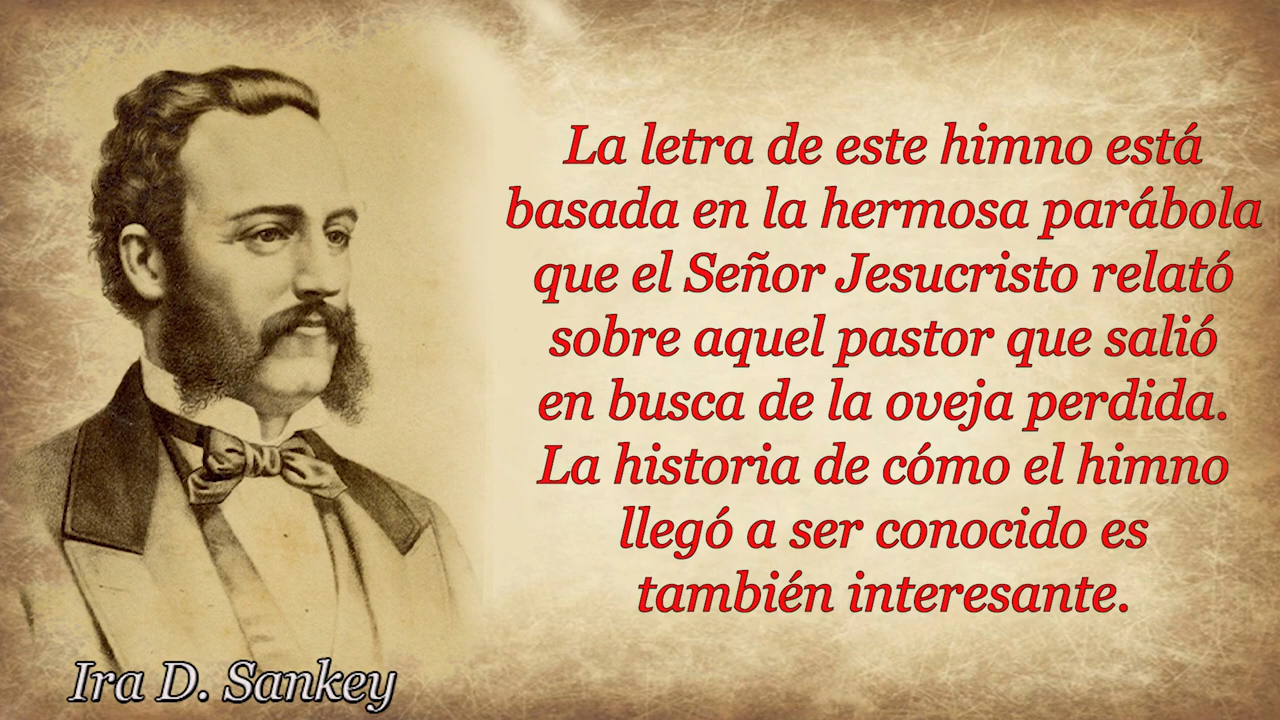 La letra de este himno está
basada en la hermosa parábola
que el Señor Jesucristo relató
sobre aquel pastor que salió
en busca de la oveja perdida.
La historia de cómo el himno
llegó a ser conocido es
también interesante.
Ira D. Sankey